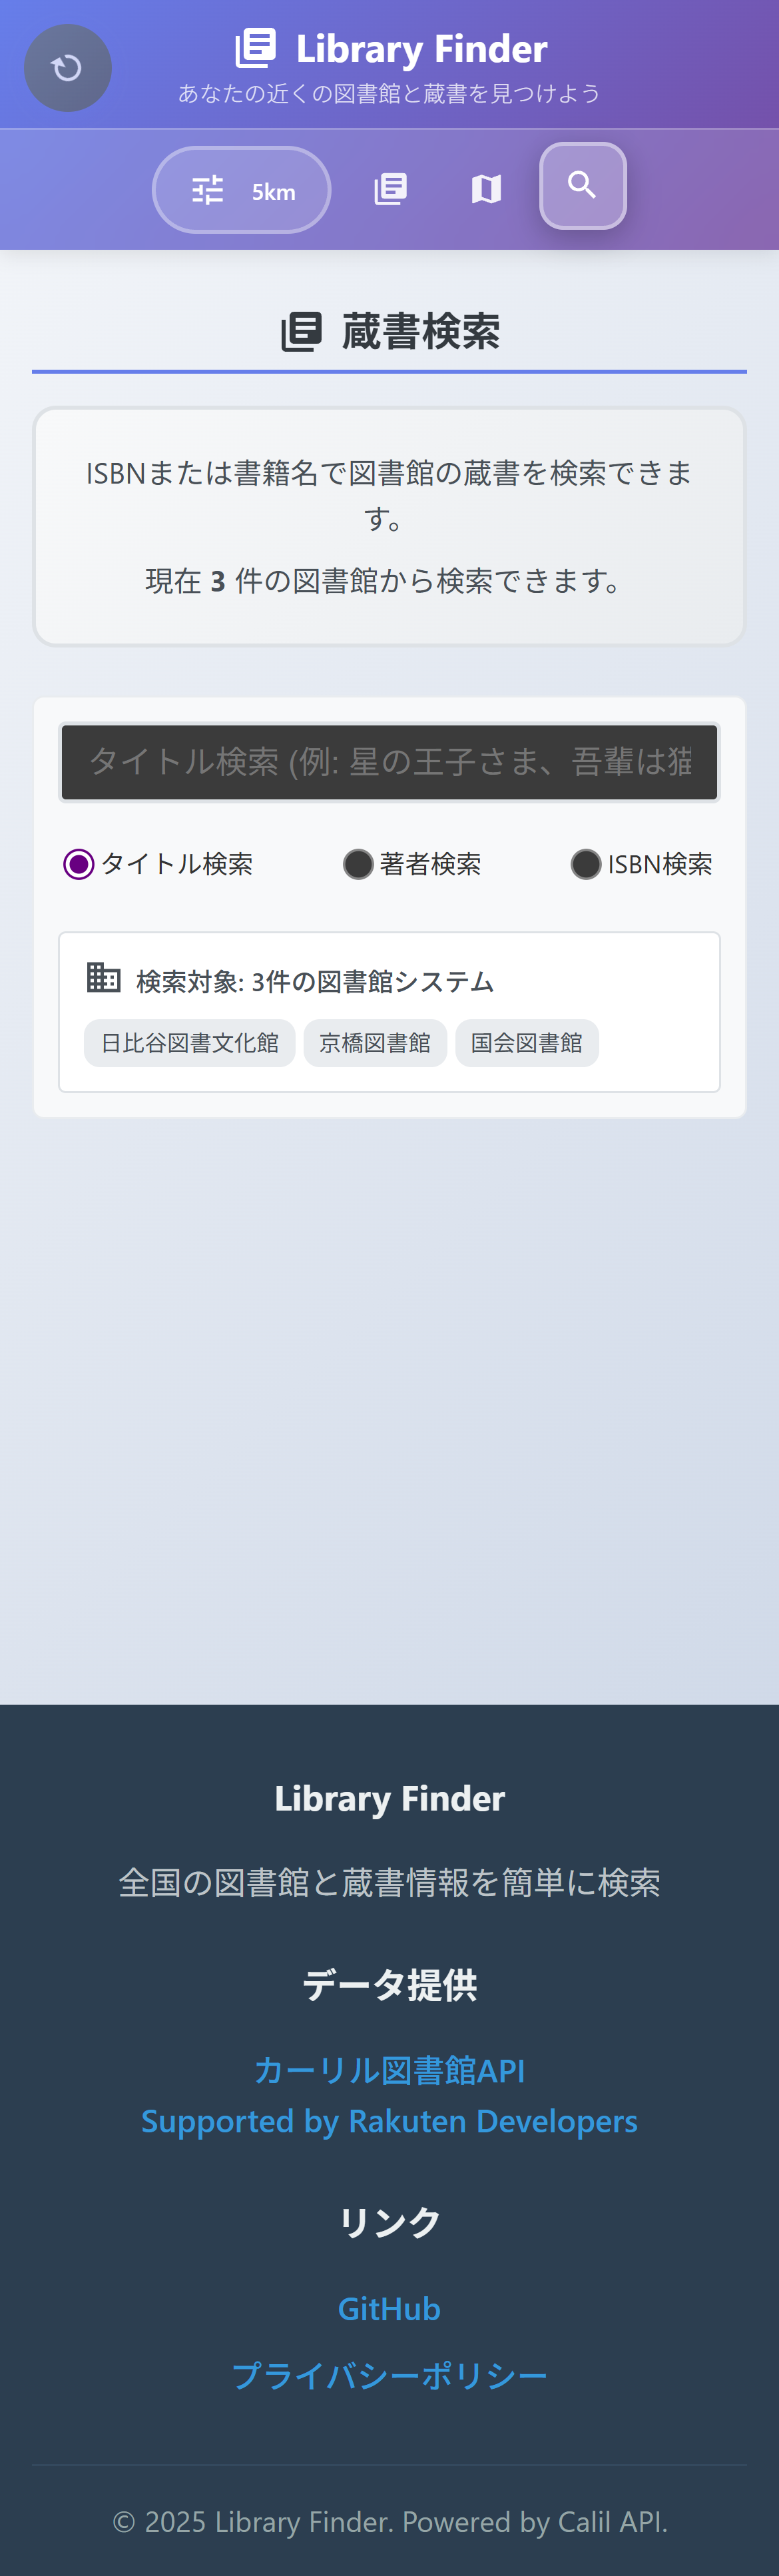 Library Finder
あなたの近くの図書館と蔵書を見つけよう
5km
蔵書検索
ISBNまたは書籍名で図書館の蔵書を検索できま
す。
現在 3 件の図書館から検索できます。
タイトル検索 (例: 星の王子さま、吾輩は猫
タイトル検索 著者検索 ISBN検索
検索対象: 3件の図書館システム
日比谷図書文化館 京橋図書館 国会図書館
Library Finder
全国の図書館と蔵書情報を簡単に検索
データ提供
カーリル図書館API
Supported by Rakuten Developers
リンク
GitHub
プライバシーポリシー
© 2025 Library Finder. Powered by Calil API.